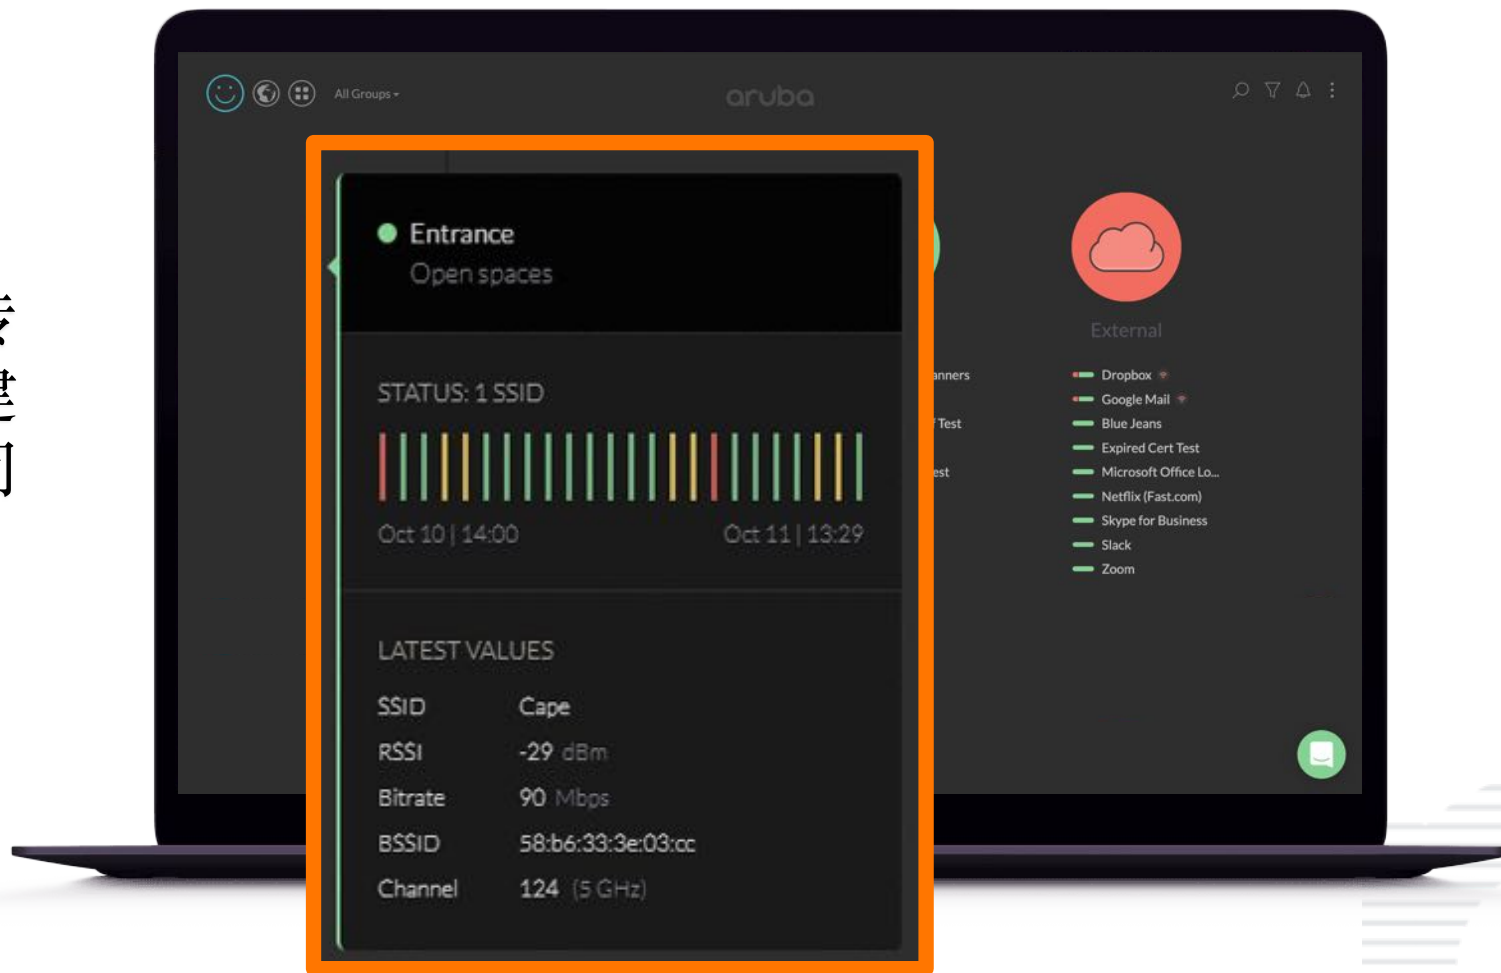 All Groups
aruba
Entrance
Open spaces
STATUS: 1 SSID
Oct 10 | 14:00
Oct 11 | 13:29
LATEST VALUES
SSID Cape
RSSI -29 dBm
Bitrate 90 Mbps
BSSID 58:b6:33:3e:03:cc
Channel 124 (5 GHz)
anners
Test
est
External
Dropbox
Google Mail
Blue Jeans
Expired Cert Test
Microsoft Office Lo...
Netflix (Fast.com)
Skype for Business
Slack
Zoom